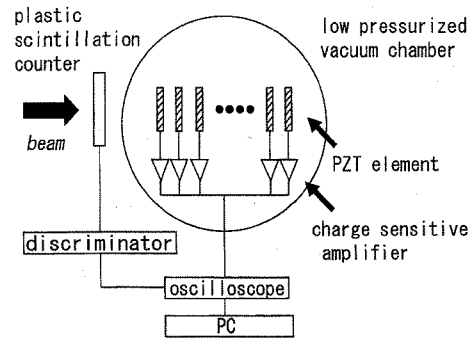 plastic
scintillation
counter
low pressurized
vacuum chamber
beam
PZT element
charge sensitive
amplifier
discriminator
oscilloscope
PC